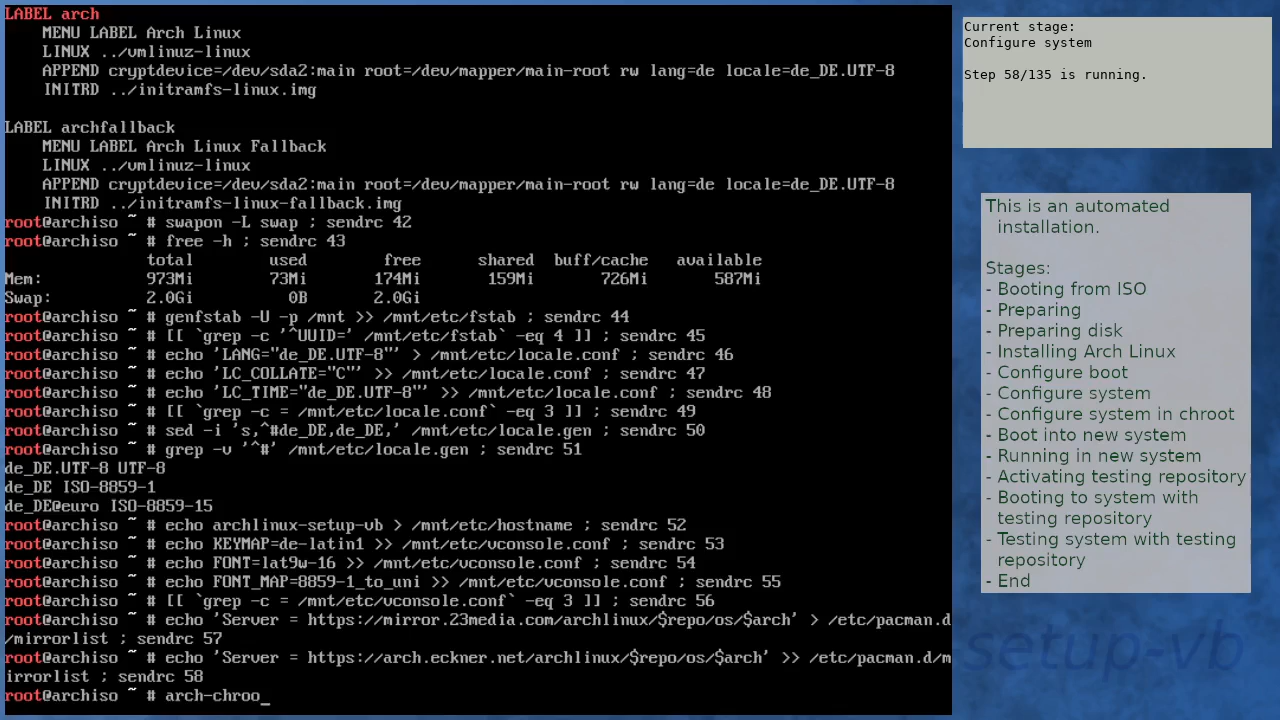 LABEL arch
MENU LABEL Arch Linux
LINUX ../vmlinuz-linux
APPEND cryptdevice=/dev/sda2:main root=/dev/mapper/main-root rw lang=de locale=de_DE.UTF-8
INITRD ../initramfs-linux.img
LABEL archfallback
MENU LABEL Arch Linux Fallback
LINUX ../vmlinuz-linux
APPEND cryptdevice=/dev/sda2:main root=/dev/mapper/main-root rw lang=de locale=de_DE.UTF-8
INITRD ../initramfs-linux-fallback.img
root@archiso ~ # swapon -L swap ; sendrc 42
root@archiso ~ # free -h ; sendrc 43
total used free shared buff/cache available
Mem: 973Mi 73Mi 174Mi 159Mi 726Mi 587Mi
Swap: 2.0Gi 0B 2.0Gi
root@archiso ~ # genfstab -U -p /mnt >> /mnt/etc/fstab ; sendrc 44
root@archiso ~ # [[ `grep -c '^UUID=' /mnt/etc/fstab` -eq 4 ]] ; sendrc 45
root@archiso ~ # echo 'LANG="de_DE.UTF-8"' > /mnt/etc/locale.conf ; sendrc 46
root@archiso ~ # echo 'LC_COLLATE="C"' >> /mnt/etc/locale.conf ; sendrc 47
root@archiso ~ # echo 'LC_TIME="de_DE.UTF-8"' >> /mnt/etc/locale.conf ; sendrc 48
root@archiso ~ # [[ `grep -c = /mnt/etc/locale.conf` -eq 3 ]] ; sendrc 49
root@archiso ~ # sed -i 's,^#de_DE,de_DE,' /mnt/etc/locale.gen ; sendrc 50
root@archiso ~ # grep -v '^#' /mnt/etc/locale.gen ; sendrc 51
de_DE.UTF-8 UTF-8
de_DE ISO-8859-1
de_DE@euro ISO-8859-15
root@archiso ~ # echo archlinux-setup-vb > /mnt/etc/hostname ; sendrc 52
root@archiso ~ # echo KEYMAP=de-latin1 >> /mnt/etc/vconsole.conf ; sendrc 53
root@archiso ~ # echo FONT=lat9w-16 >> /mnt/etc/vconsole.conf ; sendrc 54
root@archiso ~ # echo FONT_MAP=8859-1_to_uni >> /mnt/etc/vconsole.conf ; sendrc 55
root@archiso ~ # [[ `grep -c = /mnt/etc/vconsole.conf` -eq 3 ]] ; sendrc 56
root@archiso ~ # echo 'Server = https://mirror.23media.com/archlinux/$repo/os/$arch' > /etc/pacman.d
/mirrorlist ; sendrc 57
root@archiso ~ # echo 'Server = https://arch.eckner.net/archlinux/$repo/os/$arch' >> /etc/pacman.d/m
irrorlist ; sendrc 58
root@archiso ~ # arch-chroo_
Current stage:
Configure system
Step 58/135 is running.
This is an automated
installation.
Stages:
- Booting from ISO
- Preparing
- Preparing disk
- Installing Arch Linux
- Configure boot
- Configure system
- Configure system in chroot
- Boot into new system
- Running in new system
- Activating testing repository
- Booting to system with
testing repository
- Testing system with testing
repository
- End
setup-vb